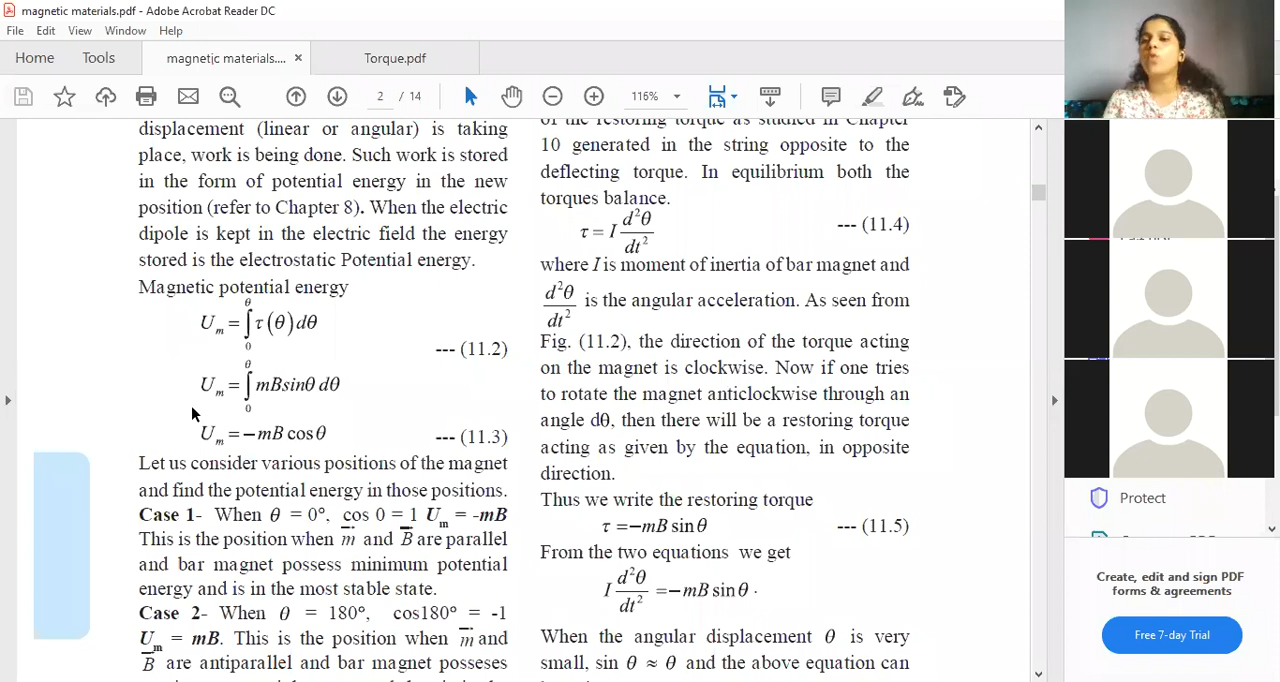 magnetic materials.pdf - Adobe Acrobat Reader DC
File Edit View Window Help
Home Tools magnetic materials.... × Torque.pdf
2 / 14 116%
displacement (linear or angular) is taking
place, work is being done. Such work is stored
in the form of potential energy in the new
position (refer to Chapter 8). When the electric
dipole is kept in the electric field the energy
stored is the electrostatic Potential energy.
Magnetic potential energy
U_m = ∫_0^θ τ(θ) dθ
--- (11.2)
U_m = ∫_0^θ mBsinθ dθ
U_m = −mB cosθ --- (11.3)
Let us consider various positions of the magnet
and find the potential energy in those positions.
Case 1- When θ = 0°, cos 0 = 1 U_m = -mB
This is the position when m⃗ and B⃗ are parallel
and bar magnet possess minimum potential
energy and is in the most stable state.
Case 2- When θ = 180°, cos180° = -1
U_m = mB. This is the position when m⃗ and
B⃗ are antiparallel and bar magnet posseses
of the restoring torque as studied in Chapter
10 generated in the string opposite to the
deflecting torque. In equilibrium both the
torques balance.
τ = I d²θ/dt² --- (11.4)
where I is moment of inertia of bar magnet and
d²θ/dt² is the angular acceleration. As seen from
Fig. (11.2), the direction of the torque acting
on the magnet is clockwise. Now if one tries
to rotate the magnet anticlockwise through an
angle dθ, then there will be a restoring torque
acting as given by the equation, in opposite
direction.
Thus we write the restoring torque
τ = −mB sinθ --- (11.5)
From the two equations we get
I d²θ/dt² = −mB sinθ ·
When the angular displacement θ is very
small, sin θ ≈ θ and the above equation can
Protect
Create, edit and sign PDF
forms & agreements
Free 7-day Trial